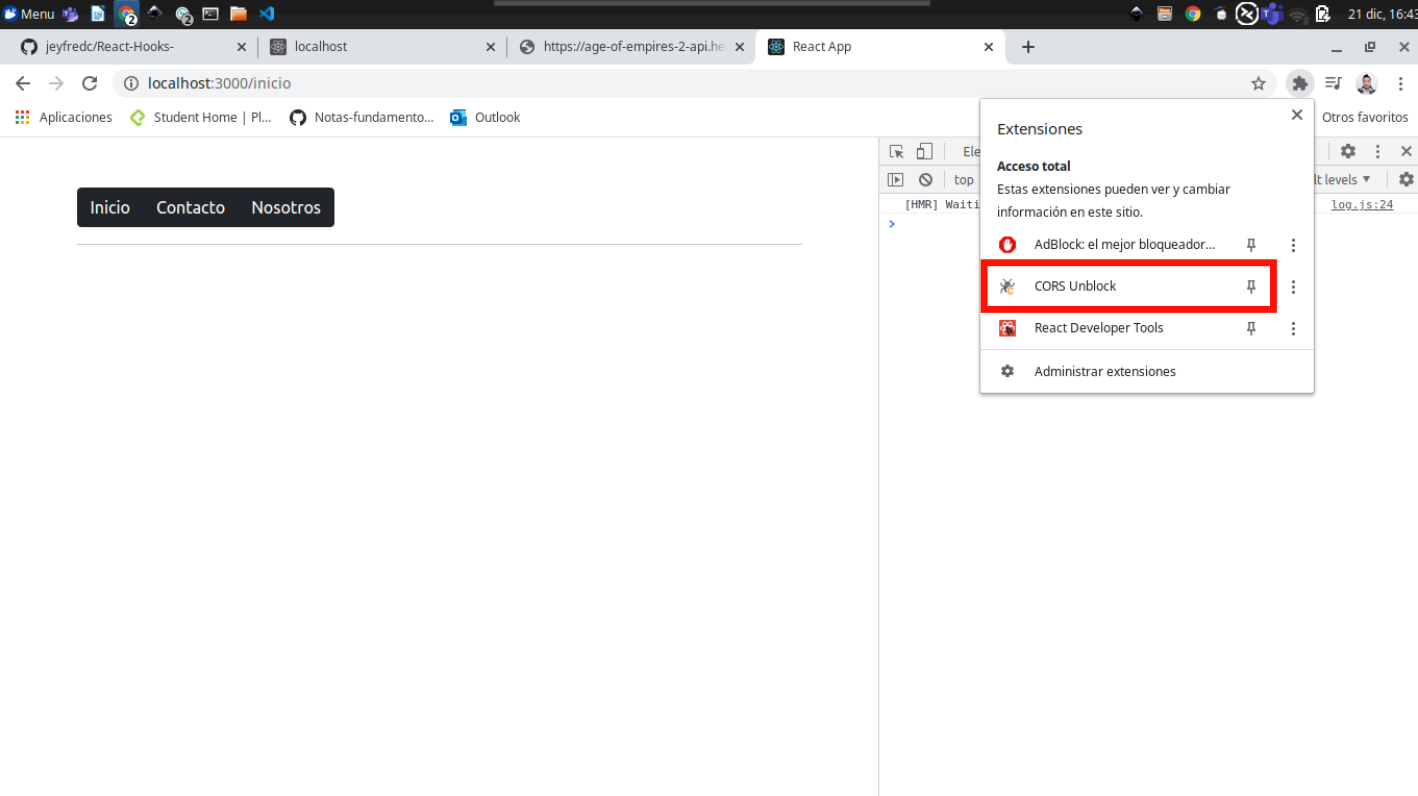 Menu
2
2
21 dic, 16:43
jeyfredc/React-Hooks-
localhost
https://age-of-empires-2-api.he
React App
localhost:3000/inicio
Aplicaciones
Student Home | Pl...
Notas-fundamento...
Outlook
Otros favoritos
Inicio
Contacto
Nosotros
Ele
top
lt levels
[HMR] Waiti
log.js:24
Extensiones
Acceso total
Estas extensiones pueden ver y cambiar
información en este sitio.
AdBlock: el mejor bloqueador...
CORS Unblock
React Developer Tools
Administrar extensiones